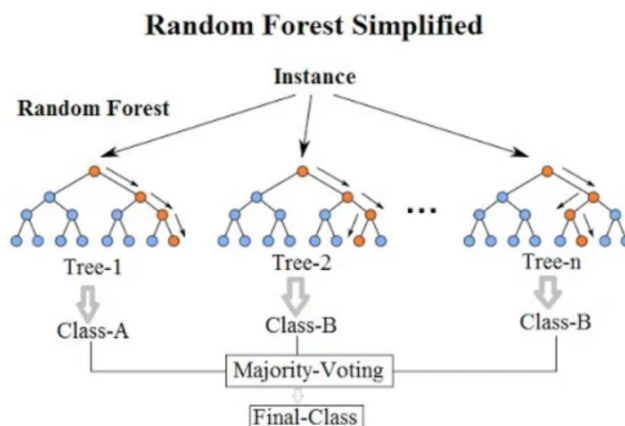 Random Forest Simplified
Instance
Random Forest
...
Tree-1
Tree-2
Tree-n
Class-A
Class-B
Class-B
Majority-Voting
Final-Class